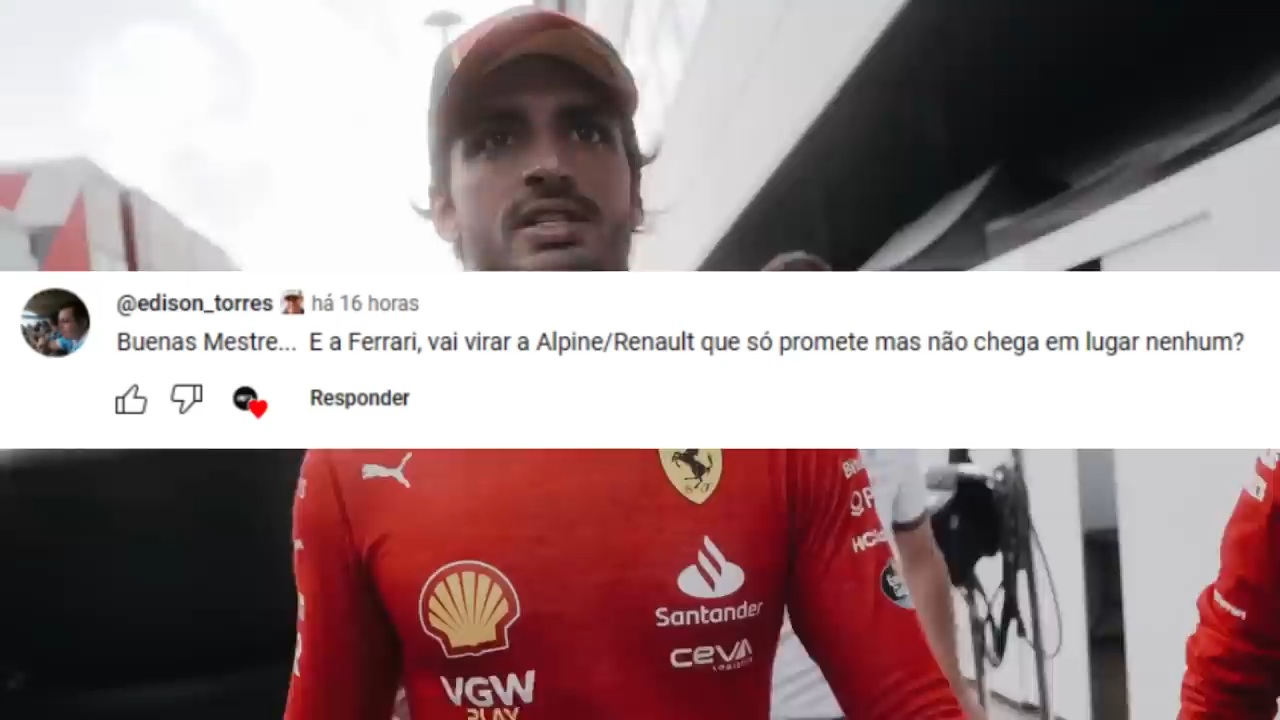 @edison_torres há 16 horas
Buenas Mestre... E a Ferrari, vai virar a Alpine/Renault que só promete mas não chega em lugar nenhum?
Responder
Santander
CEVA
VGW
PLAY